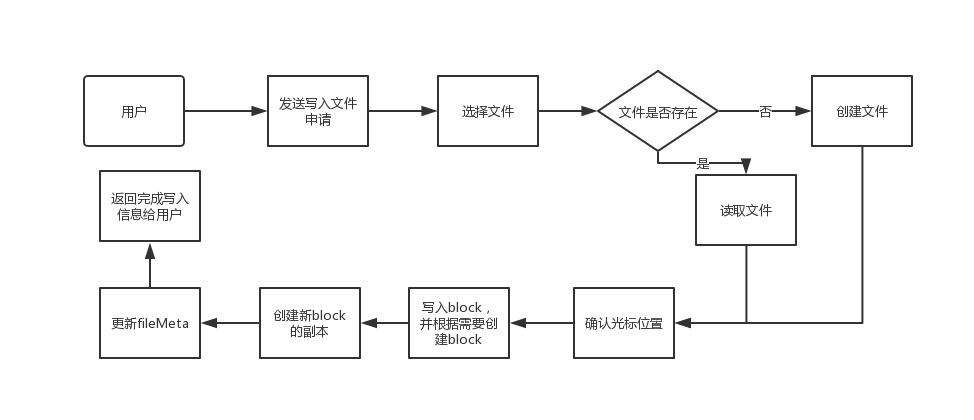 用户
发送写入文件
申请
选择文件
文件是否存在
否
创建文件
是
读取文件
确认光标位置
写入block，
并根据需要创
建block
创建新block
的副本
更新fileMeta
返回完成写入
信息给用户